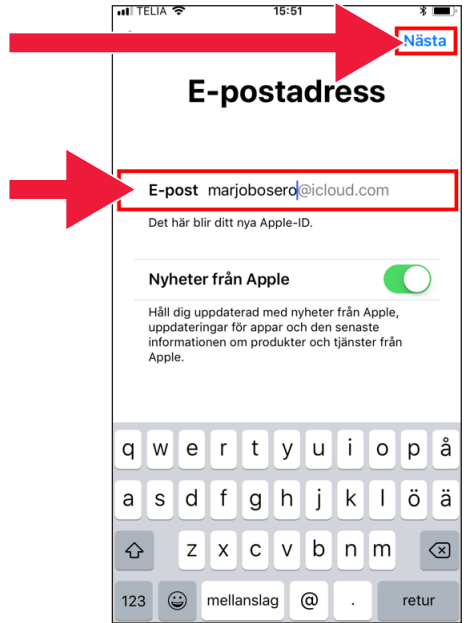 TELIA 15:51
Nästa
E-postadress
E-post marjobosero@icloud.com
Det här blir ditt nya Apple-ID.
Nyheter från Apple
Håll dig uppdaterad med nyheter från Apple,
uppdateringar för appar och den senaste
informationen om produkter och tjänster från
Apple.
q w e r t y u i o p å
a s d f g h j k l ö ä
z x c v b n m
123 mellanslag @ . retur